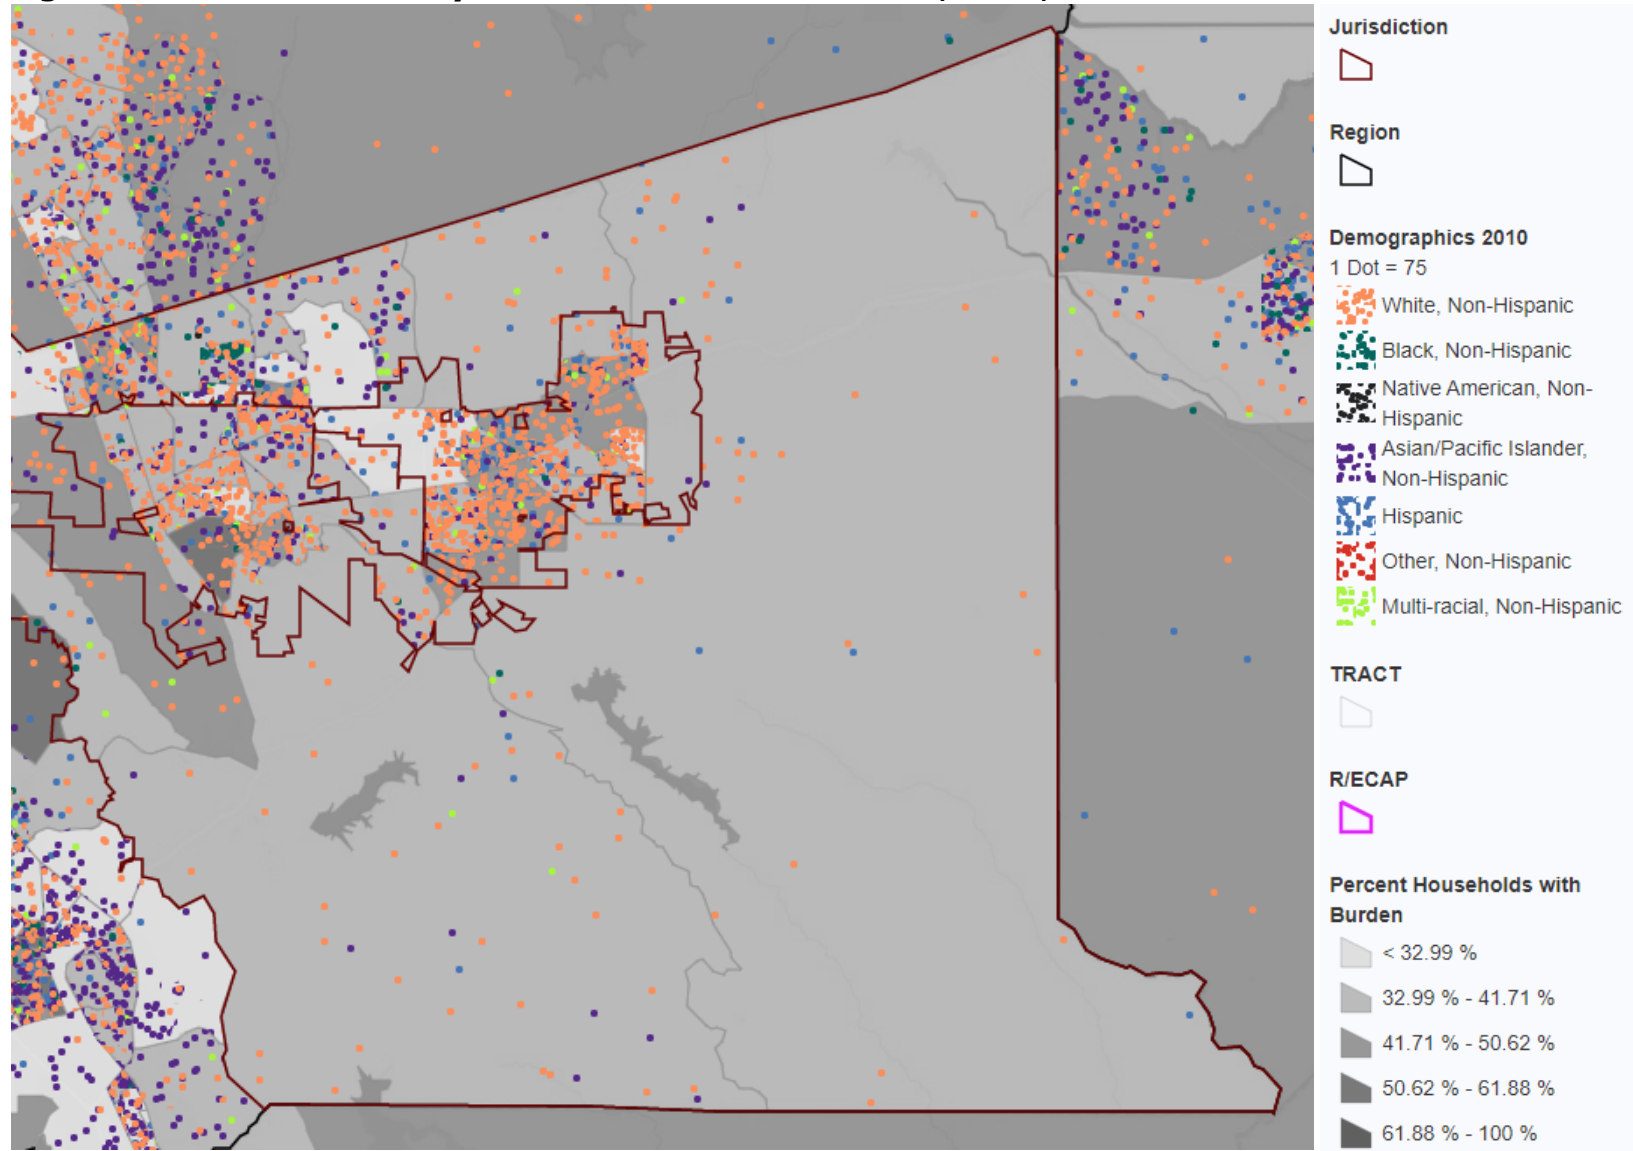 Jurisdiction
Region
Demographics 2010
1 Dot = 75
White, Non-Hispanic
Black, Non-Hispanic
Native American, Non-
Hispanic
Asian/Pacific Islander,
Non-Hispanic
Hispanic
Other, Non-Hispanic
Multi-racial, Non-Hispanic
TRACT
R/ECAP
Percent Households with
Burden
< 32.99 %
32.99 % - 41.71 %
41.71 % - 50.62 %
50.62 % - 61.88 %
61.88 % - 100 %